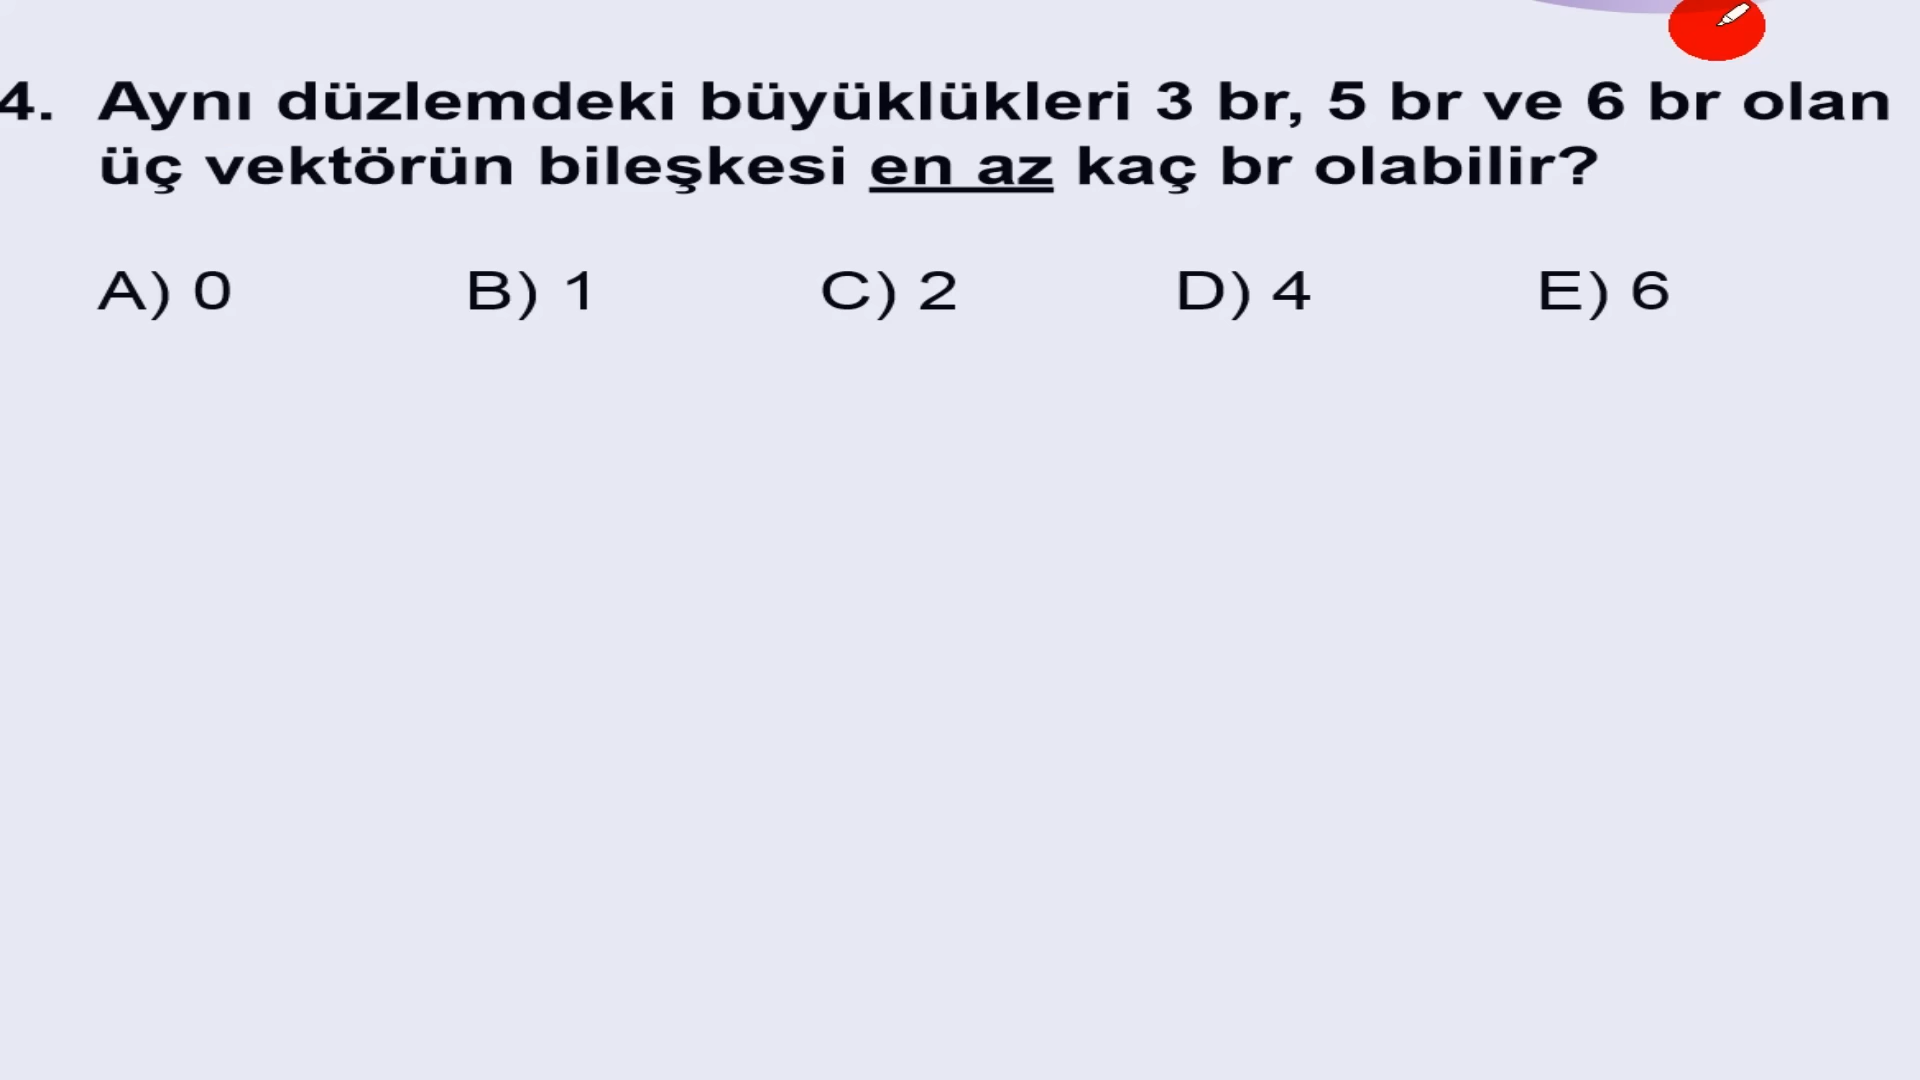 4. Aynı düzlemdeki büyüklükleri 3 br, 5 br ve 6 br olan
üç vektörün bileşkesi en az kaç br olabilir?
A) 0 B) 1 C) 2 D) 4 E) 6